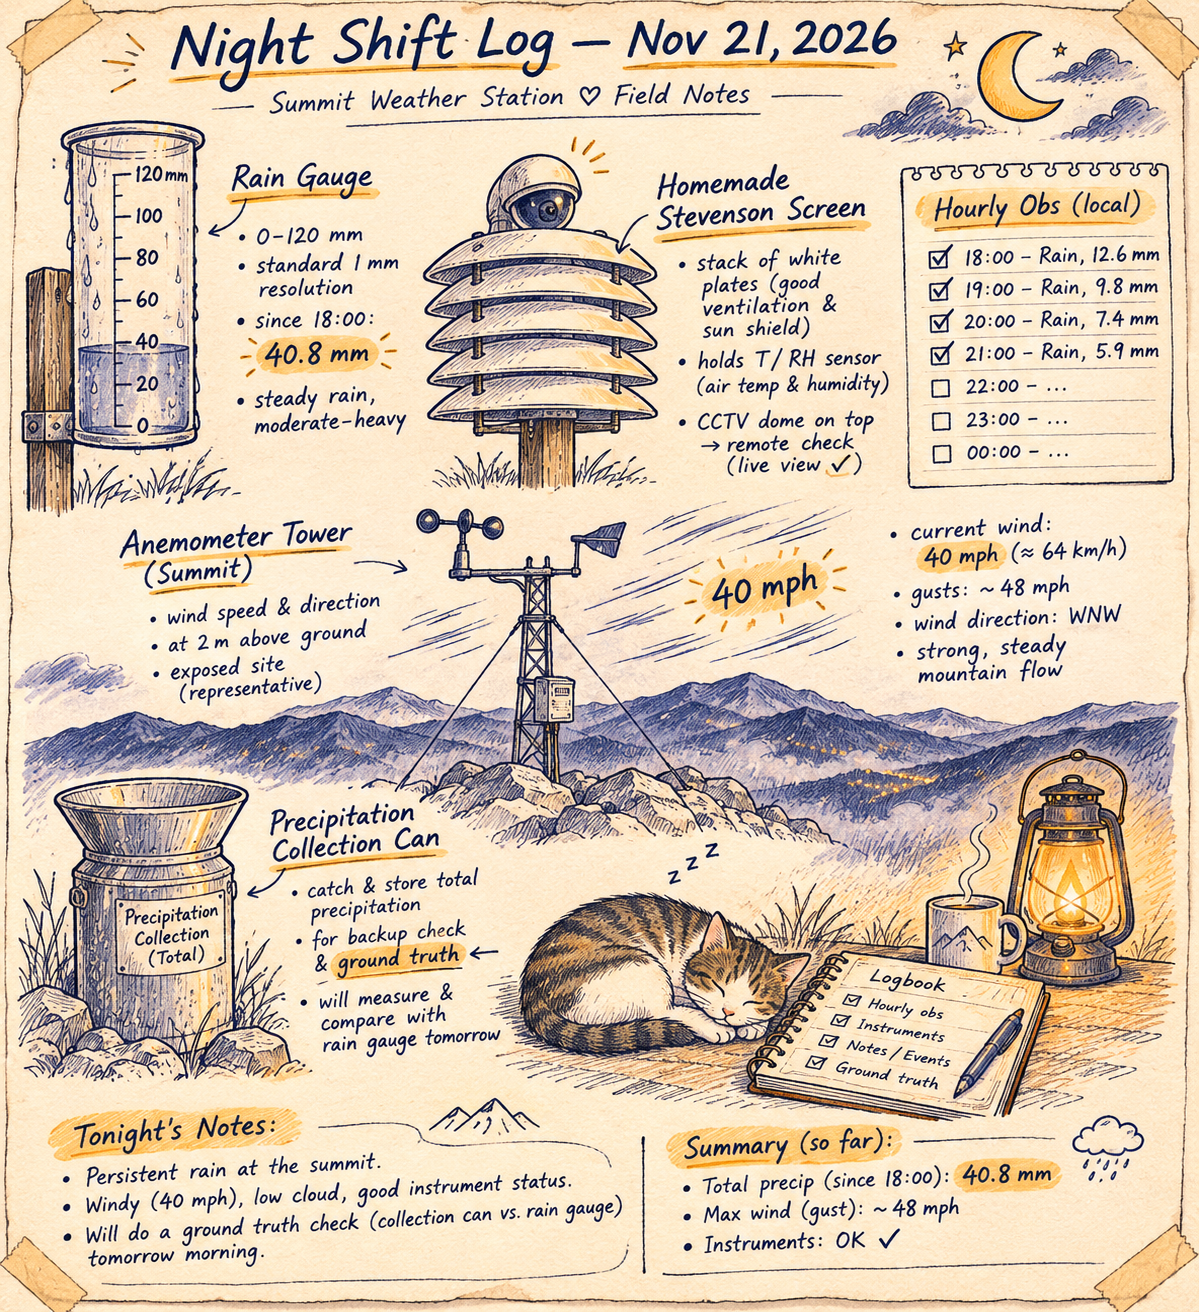 Night Shift Log – Nov 21, 2026
Summit Weather Station ♡ Field Notes
120 mm
100
80
60
40
20
0
Rain Gauge
• 0–120 mm
• standard 1 mm
resolution
• since 18:00:
40.8 mm
• steady rain,
moderate-heavy
Homemade
Stevenson Screen
• stack of white
plates (good
ventilation &
sun shield)
• holds T/RH sensor
(air temp & humidity)
• CCTV dome on top
→ remote check
(live view ✓)
Hourly Obs (local)
☑ 18:00 – Rain, 12.6 mm
☑ 19:00 – Rain, 9.8 mm
☑ 20:00 – Rain, 7.4 mm
☑ 21:00 – Rain, 5.9 mm
☐ 22:00 – ...
☐ 23:00 – ...
☐ 00:00 – ...
Anemometer Tower
(Summit)
• wind speed & direction
• at 2 m above ground
• exposed site
(representative)
40 mph
• current wind:
40 mph (≈ 64 km/h)
• gusts: ~ 48 mph
• wind direction: WNW
• strong, steady
mountain flow
Precipitation
Collection
(Total)
Precipitation
Collection Can
• catch & store total
precipitation
• for backup check
& ground truth ←
• will measure &
compare with
rain gauge tomorrow
z z z
Logbook
☑ Hourly obs
☑ Instruments
☑ Notes / Events
☑ Ground truth
Tonight's Notes:
• Persistent rain at the summit.
• Windy (40 mph), low cloud, good instrument status.
• Will do a ground truth check (collection can vs. rain gauge)
tomorrow morning.
Summary (so far):
• Total precip (since 18:00): 40.8 mm
• Max wind (gust): ~ 48 mph
• Instruments: OK ✓